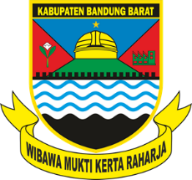 KABUPATEN BANDUNG BARAT
WIBAWA MUKTI KERTA RAHARJA